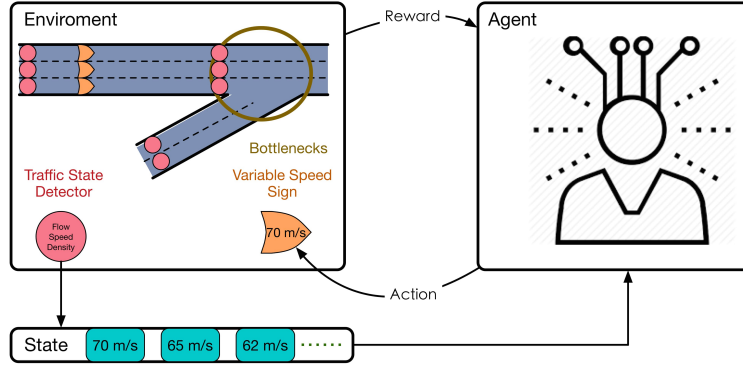 Enviroment
Reward
Agent
Bottlenecks
Traffic State
Detector
Variable Speed
Sign
Flow
Speed
Density
70 m/s
Action
State
70 m/s
65 m/s
62 m/s
......